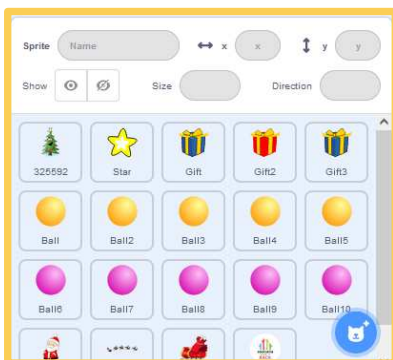 Sprite Name x x y y
Show Size Direction
325592 Star Gift Gift2 Gift3
Ball Ball2 Ball3 Ball4 Ball5
Ball6 Ball7 Ball8 Ball9 Ball10